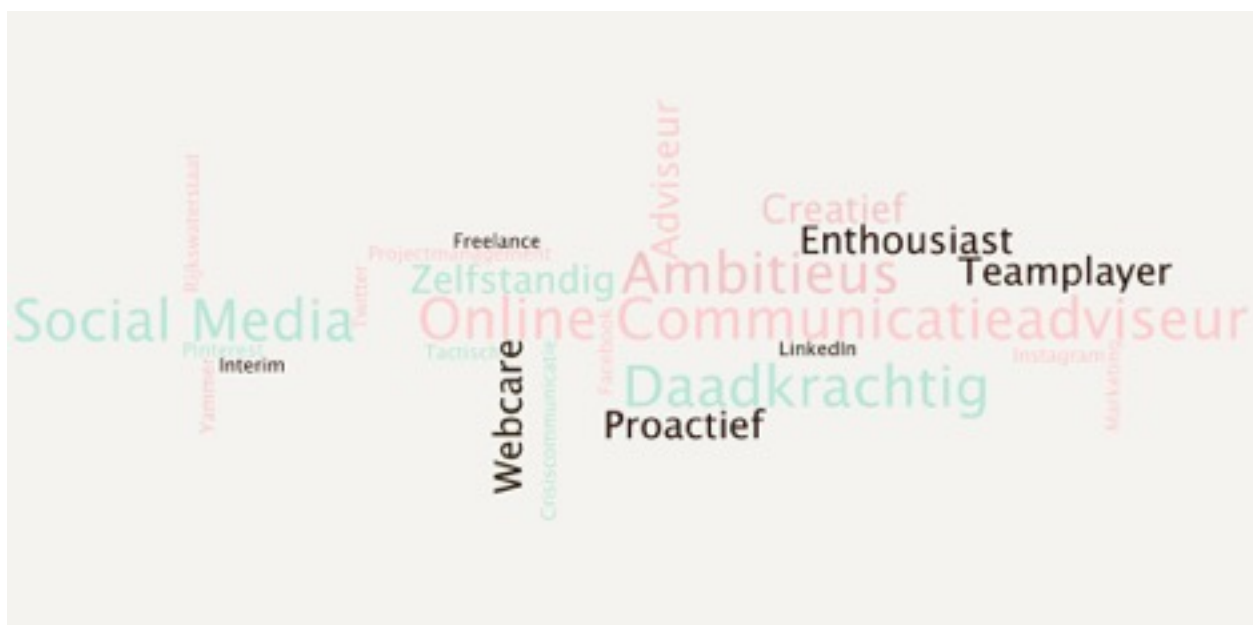 Adviseur
Rijkswaterstaat
Creatief
Freelance
Enthousiast
Projectmanagement
Teamplayer
Zelfstandig
Ambitieus
Twitter
Social Media
Online Communicatieadviseur
Pinterest
Tactisch
LinkedIn
Instagram
Interim
Facebook
Daadkrachtig
Marketing
Yammer
Webcare
Crisiscommunicatie
Proactief